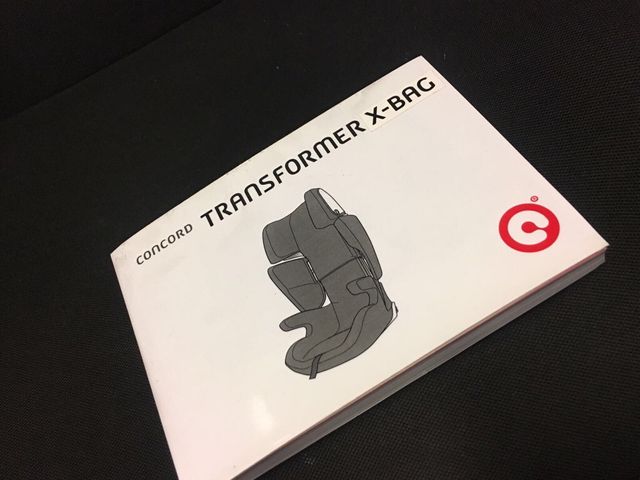 CONCORD TRANSFORMER X-BAG